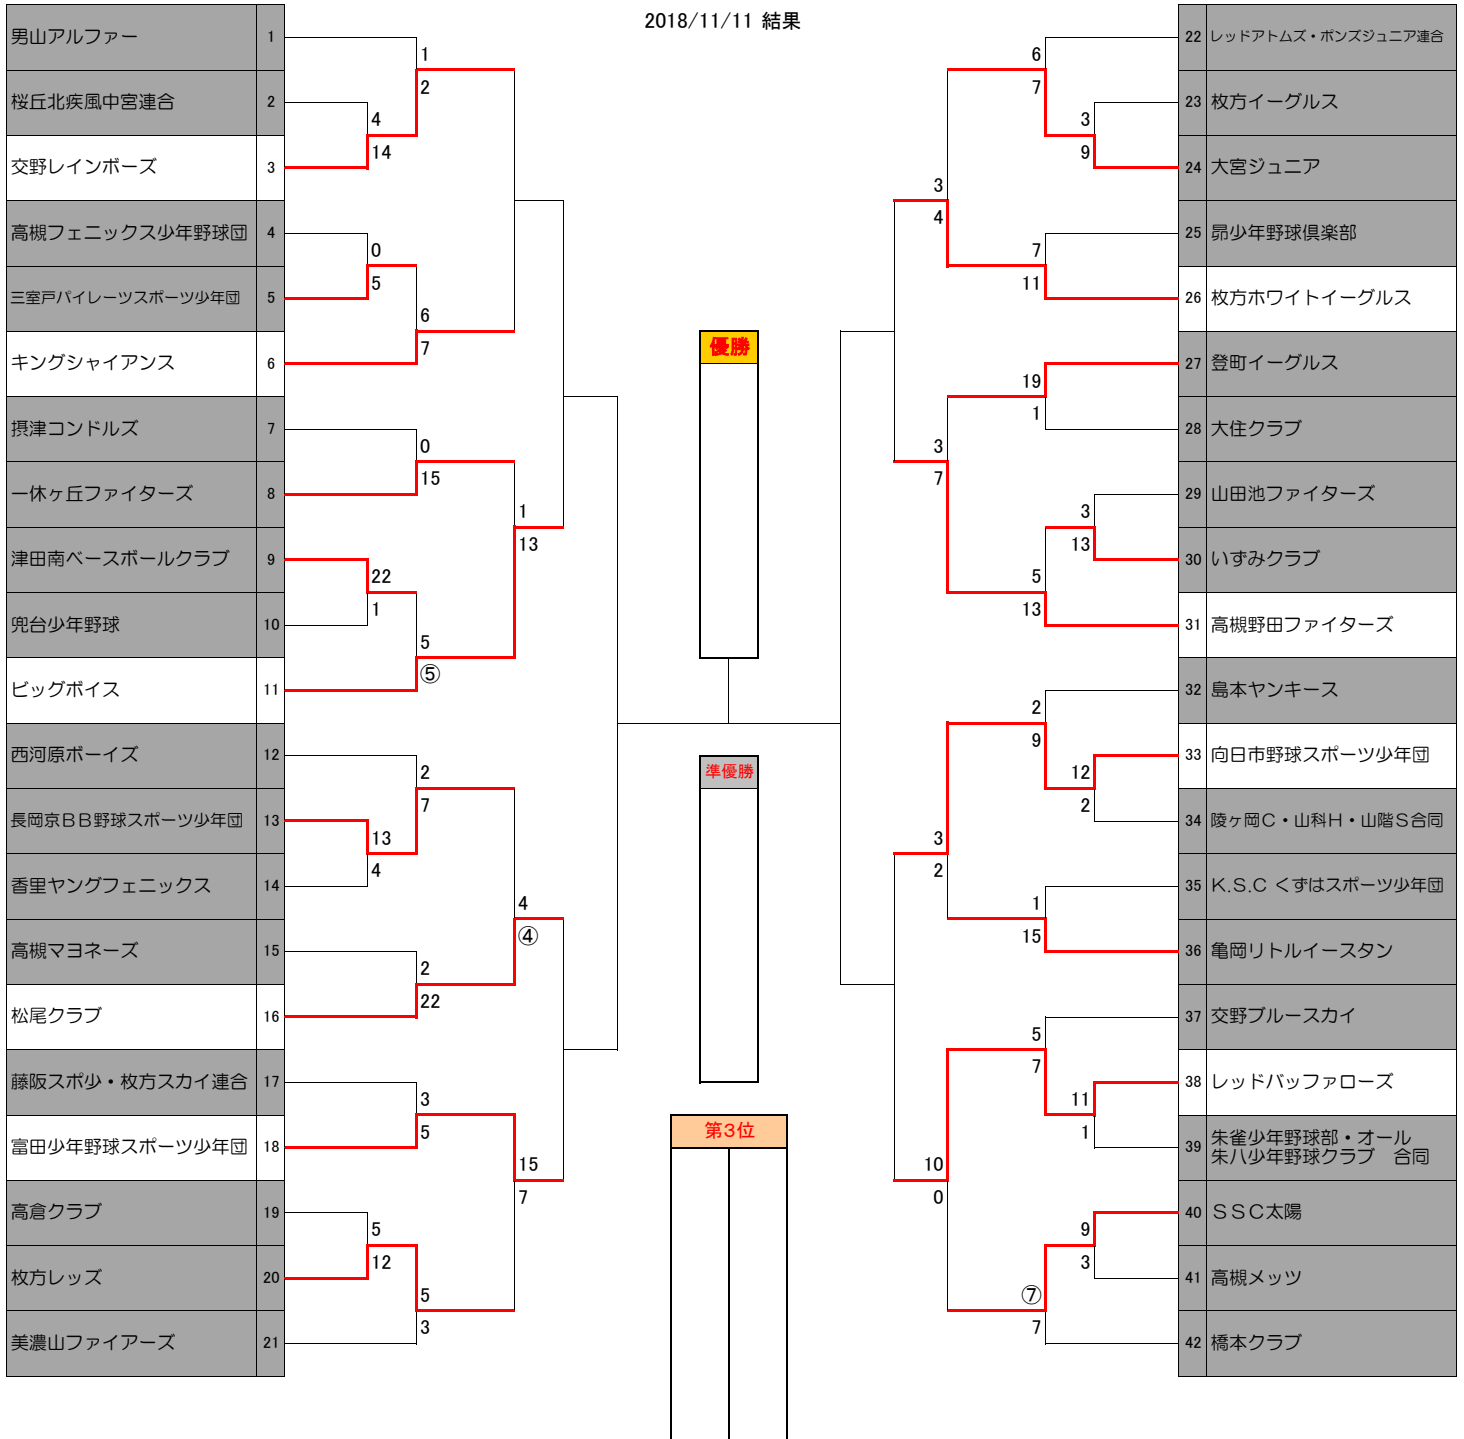 2018/11/11 結果
男山アルファー 1
桜丘北疾風中宮連合 2
交野レインボーズ 3
高槻フェニックス少年野球団 4
三室戸パイレーツスポーツ少年団 5
キングシャイアンス 6
摂津コンドルズ 7
一休ヶ丘ファイターズ 8
津田南ベースボールクラブ 9
兜台少年野球 10
ビッグボイス 11
西河原ボーイズ 12
長岡京BB野球スポーツ少年団 13
香里ヤングフェニックス 14
高槻マヨネーズ 15
松尾クラブ 16
藤阪スポ少・枚方スカイ連合 17
富田少年野球スポーツ少年団 18
高倉クラブ 19
枚方レッズ 20
美濃山ファイアーズ 21
1
2
4
14
0
5
6
7
0
15
1
13
22
1
5
⑤
2
7
13
4
4
④
2
22
3
5
15
7
5
12
5
3
優勝
準優勝
第3位
6
7
3
9
3
4
7
11
19
1
3
7
3
13
5
13
2
9
12
2
3
2
1
15
5
7
11
1
10
0
9
3
⑦
7
22 レッドアトムズ・ボンズジュニア連合
23 枚方イーグルス
24 大宮ジュニア
25 昴少年野球倶楽部
26 枚方ホワイトイーグルス
27 登町イーグルス
28 大住クラブ
29 山田池ファイターズ
30 いずみクラブ
31 高槻野田ファイターズ
32 島本ヤンキース
33 向日市野球スポーツ少年団
34 陵ヶ岡C・山科H・山階S合同
35 K.S.C くずはスポーツ少年団
36 亀岡リトルイースタン
37 交野ブルースカイ
38 レッドバッファローズ
39 朱雀少年野球部・オール
朱八少年野球クラブ 合同
40 SSC太陽
41 高槻メッツ
42 橋本クラブ